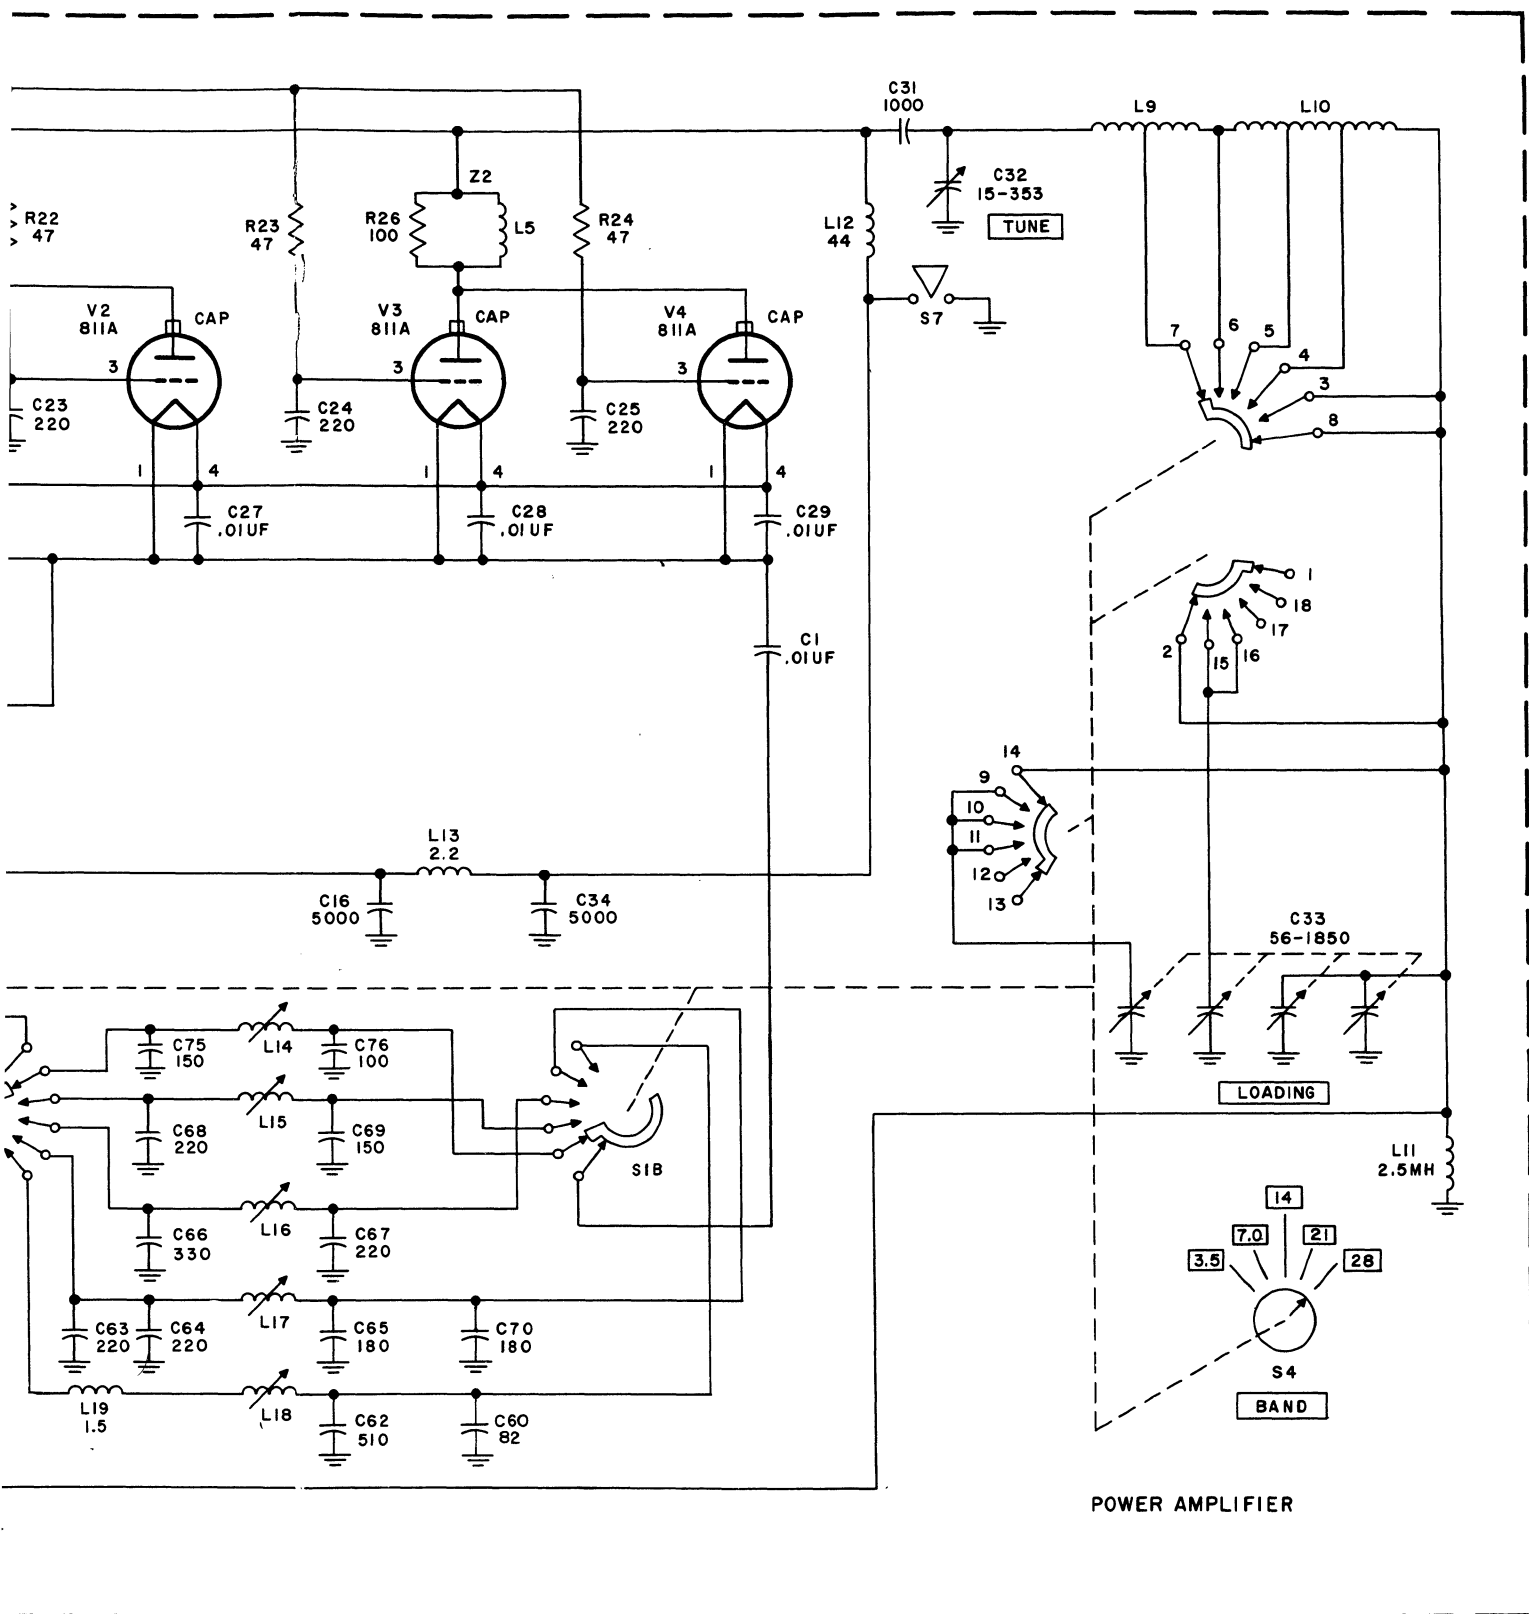 C31
1000
L9
L10
Z2
C32
15-353
TUNE
R22
47
R23
47
R26
100
L5
R24
47
L12
44
S7
V2
811A
CAP
V3
811A
CAP
V4
811A
CAP
7
6
5
4
3
8
3
3
3
C23
220
C24
220
C25
220
1
4
1
4
1
4
C27
.01UF
C28
.01UF
C29
.01UF
1
18
17
16
15
2
C1
.01UF
14
9
10
11
12
13
L13
2.2
C16
5000
C34
5000
C33
56-1850
C75
150
L14
C76
100
C68
220
L15
C69
150
S1B
LOADING
L11
2.5MH
C66
330
L16
C67
220
14
7.0
21
3.5
28
C63
220
C64
220
L17
C65
180
C70
180
S4
BAND
L19
1.5
L18
C62
510
C60
82
POWER AMPLIFIER